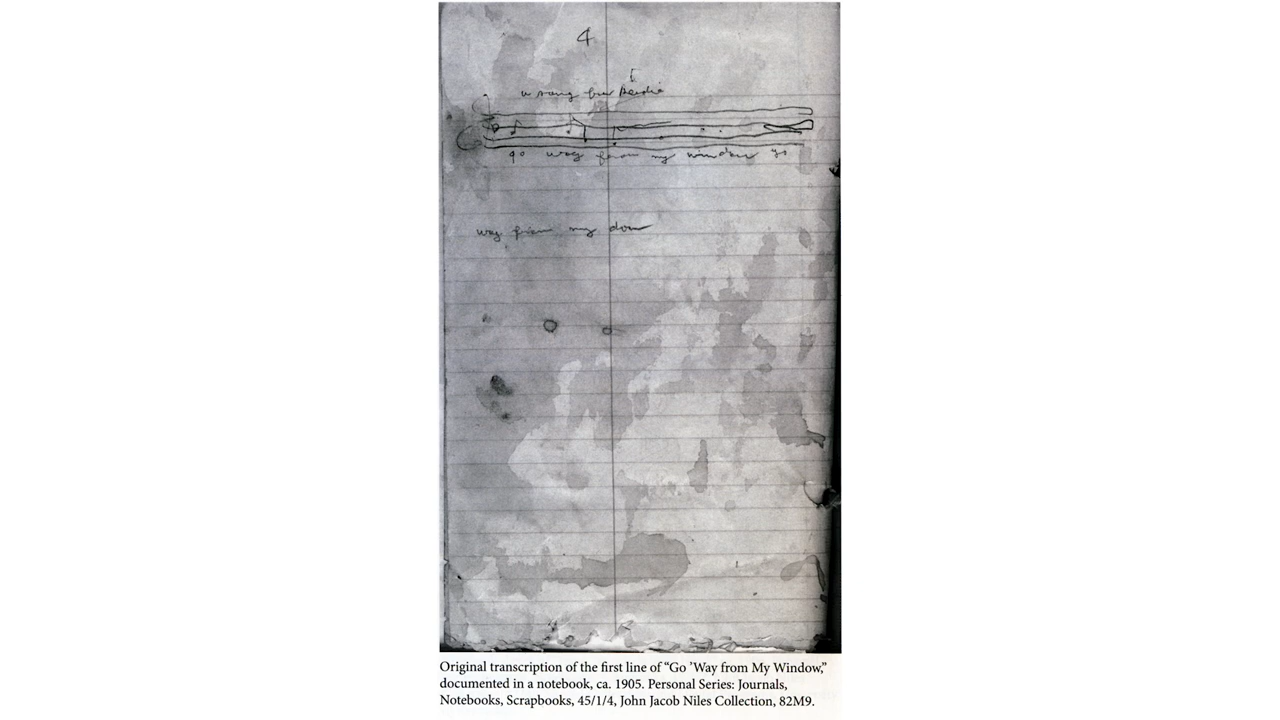 4
a song for
go way from my window go
way from my door
Original transcription of the first line of “Go ’Way from My Window,”
documented in a notebook, ca. 1905. Personal Series: Journals,
Notebooks, Scrapbooks, 45/1/4, John Jacob Niles Collection, 82M9.